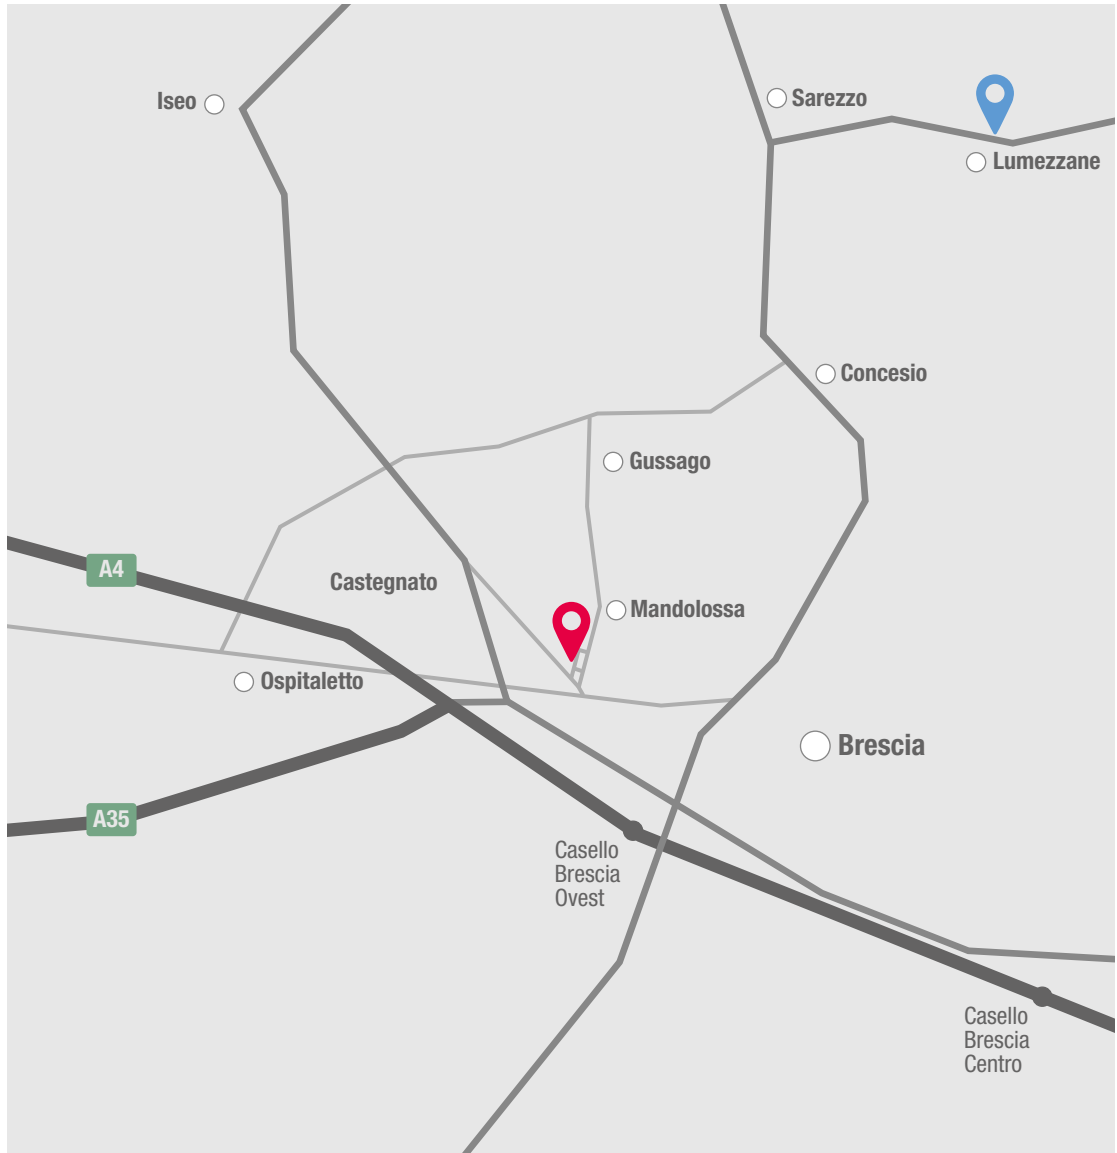 Iseo
Sarezzo
Lumezzane
Concesio
Gussago
A4
Castegnato
Mandolossa
Ospitaletto
Brescia
A35
Casello
Brescia
Ovest
Casello
Brescia
Centro